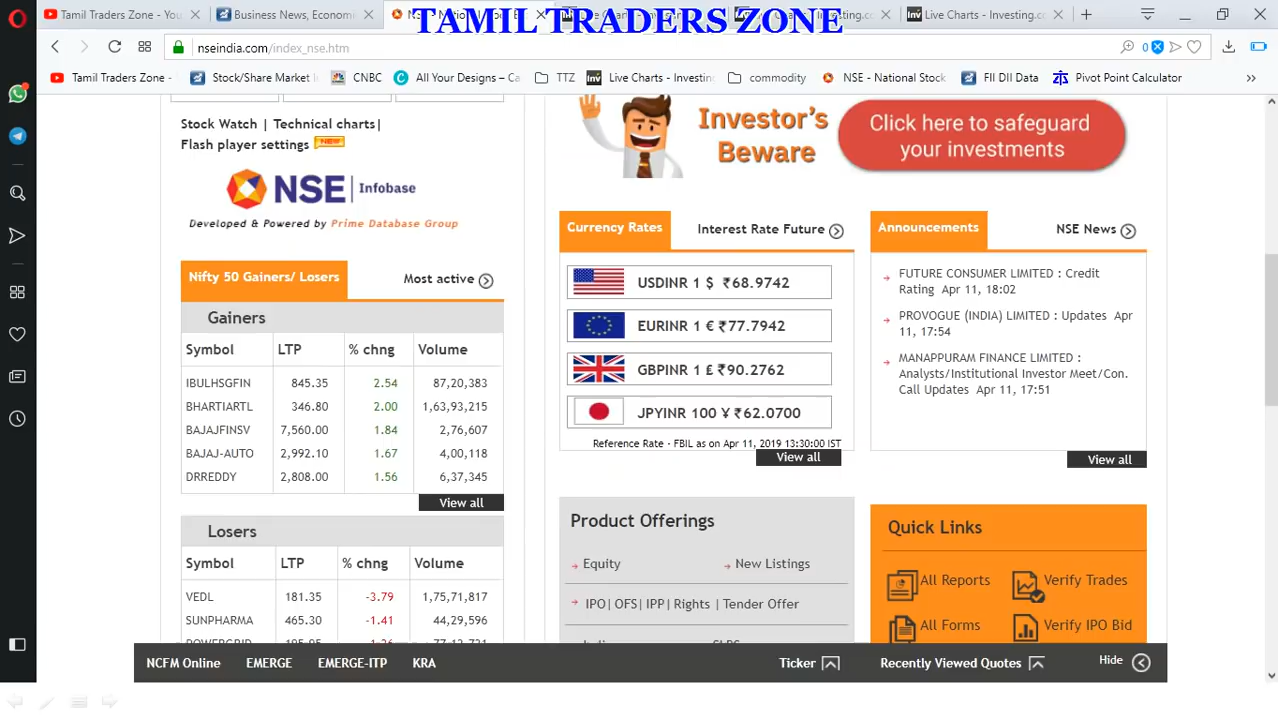 TAMIL TRADERS ZONE
Tamil Traders Zone - You
Business News, Economi
Live Charts - Investing.co
nseindia.com/index_nse.htm
0
Tamil Traders Zone -
Stock/Share Market
CNBC
All Your Designs – Ca
TTZ
Live Charts - Investin
commodity
NSE - National Stock
FII DII Data
Pivot Point Calculator
Stock Watch | Technical charts|
Flash player settings NEW
NSE Infobase
Developed & Powered by Prime Database Group
Investor's Beware
Click here to safeguard
your investments
Nifty 50 Gainers/ Losers
Most active
Gainers
Symbol LTP % chng Volume
IBULHSGFIN 845.35 2.54 87,20,383
BHARTIARTL 346.80 2.00 1,63,93,215
BAJAJFINSV 7,560.00 1.84 2,76,607
BAJAJ-AUTO 2,992.10 1.67 4,00,118
DRREDDY 2,808.00 1.56 6,37,345
View all
Losers
Symbol LTP % chng Volume
VEDL 181.35 -3.79 1,75,71,817
SUNPHARMA 465.30 -1.41 44,29,596
Currency Rates
Interest Rate Future
USDINR 1 $ ₹68.9742
EURINR 1 € ₹77.7942
GBPINR 1 £ ₹90.2762
JPYINR 100 ¥ ₹62.0700
Reference Rate - FBIL as on Apr 11, 2019 13:30:00 IST
View all
Announcements
NSE News
FUTURE CONSUMER LIMITED : Credit
Rating Apr 11, 18:02
PROVOGUE (INDIA) LIMITED : Updates Apr
11, 17:54
MANAPPURAM FINANCE LIMITED :
Analysts/Institutional Investor Meet/Con.
Call Updates Apr 11, 17:51
View all
Product Offerings
Equity
New Listings
IPO| OFS| IPP| Rights | Tender Offer
Quick Links
All Reports
Verify Trades
All Forms
Verify IPO Bid
NCFM Online
EMERGE
EMERGE-ITP
KRA
Ticker
Recently Viewed Quotes
Hide